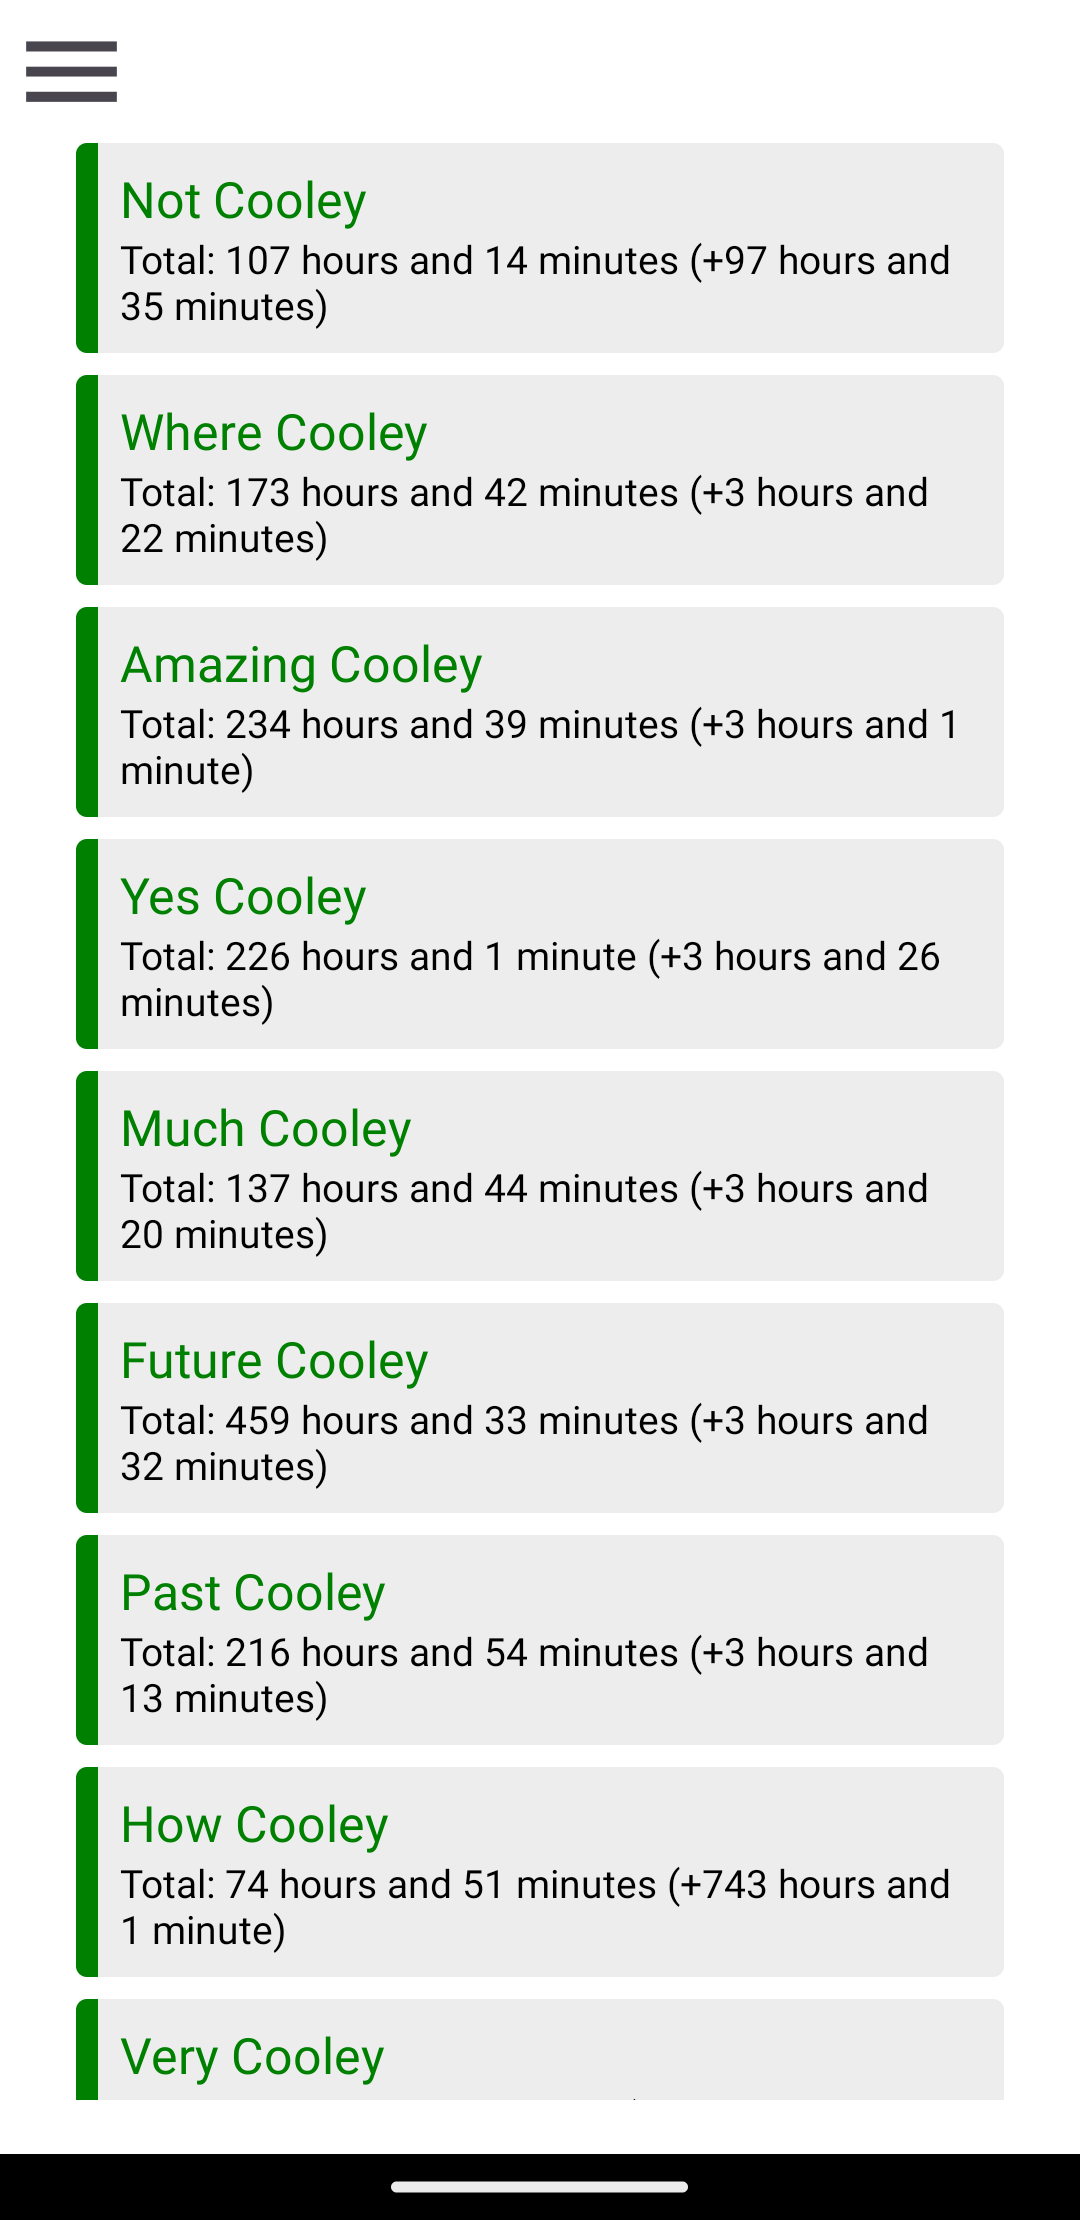 Not Cooley
Total: 107 hours and 14 minutes (+97 hours and
35 minutes)
Where Cooley
Total: 173 hours and 42 minutes (+3 hours and
22 minutes)
Amazing Cooley
Total: 234 hours and 39 minutes (+3 hours and 1
minute)
Yes Cooley
Total: 226 hours and 1 minute (+3 hours and 26
minutes)
Much Cooley
Total: 137 hours and 44 minutes (+3 hours and
20 minutes)
Future Cooley
Total: 459 hours and 33 minutes (+3 hours and
32 minutes)
Past Cooley
Total: 216 hours and 54 minutes (+3 hours and
13 minutes)
How Cooley
Total: 74 hours and 51 minutes (+743 hours and
1 minute)
Very Cooley